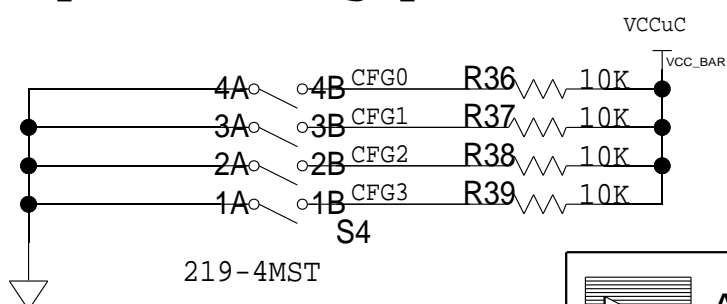 VCCuC
VCC_BAR
4A 4B CFG0 R36 10K
3A 3B CFG1 R37 10K
2A 2B CFG2 R38 10K
1A 1B CFG3 R39 10K
S4
219-4MST